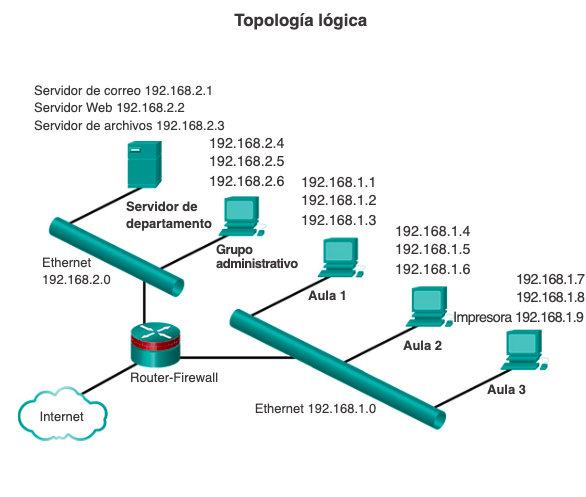 Topología lógica
Servidor de correo 192.168.2.1
Servidor Web 192.168.2.2
Servidor de archivos 192.168.2.3
192.168.2.4
192.168.2.5
192.168.2.6
Servidor de
departamento
Grupo
administrativo
192.168.1.1
192.168.1.2
192.168.1.3
Aula 1
192.168.1.4
192.168.1.5
192.168.1.6
Aula 2
192.168.1.7
192.168.1.8
Impresora 192.168.1.9
Aula 3
Ethernet
192.168.2.0
Router-Firewall
Internet
Ethernet 192.168.1.0